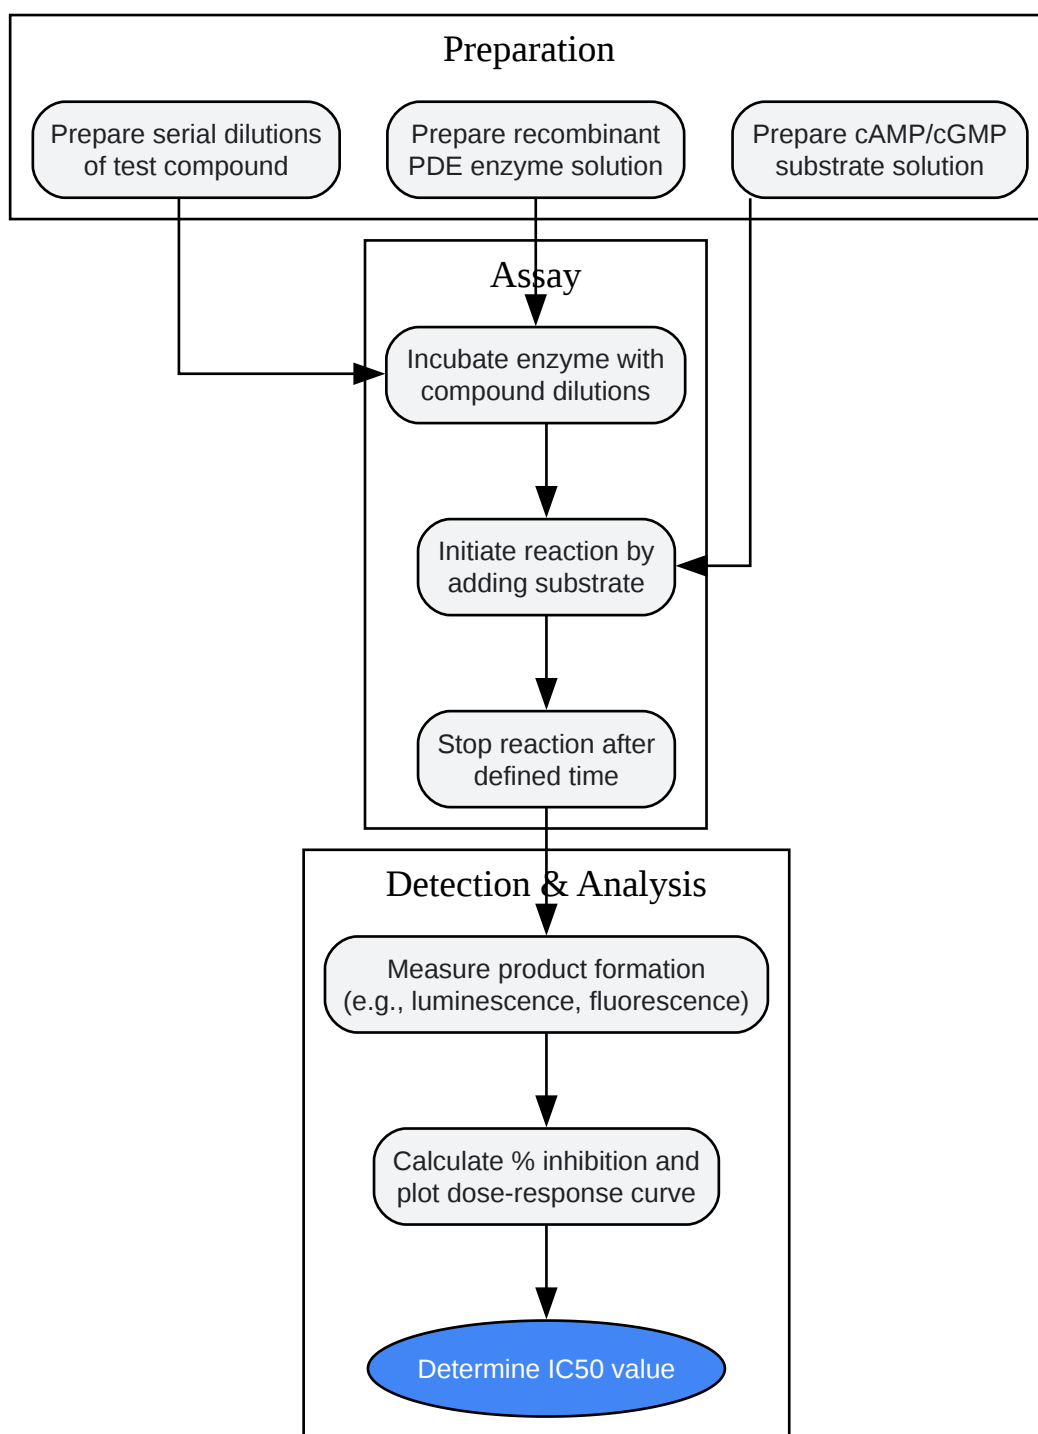 Preparation
Prepare serial dilutions
of test compound
Prepare recombinant
PDE enzyme solution
Prepare cAMP/cGMP
substrate solution
Assay
Incubate enzyme with
compound dilutions
Initiate reaction by
adding substrate
Stop reaction after
defined time
Detection & Analysis
Measure product formation
(e.g., luminescence, fluorescence)
Calculate % inhibition and
plot dose-response curve
Determine IC50 value